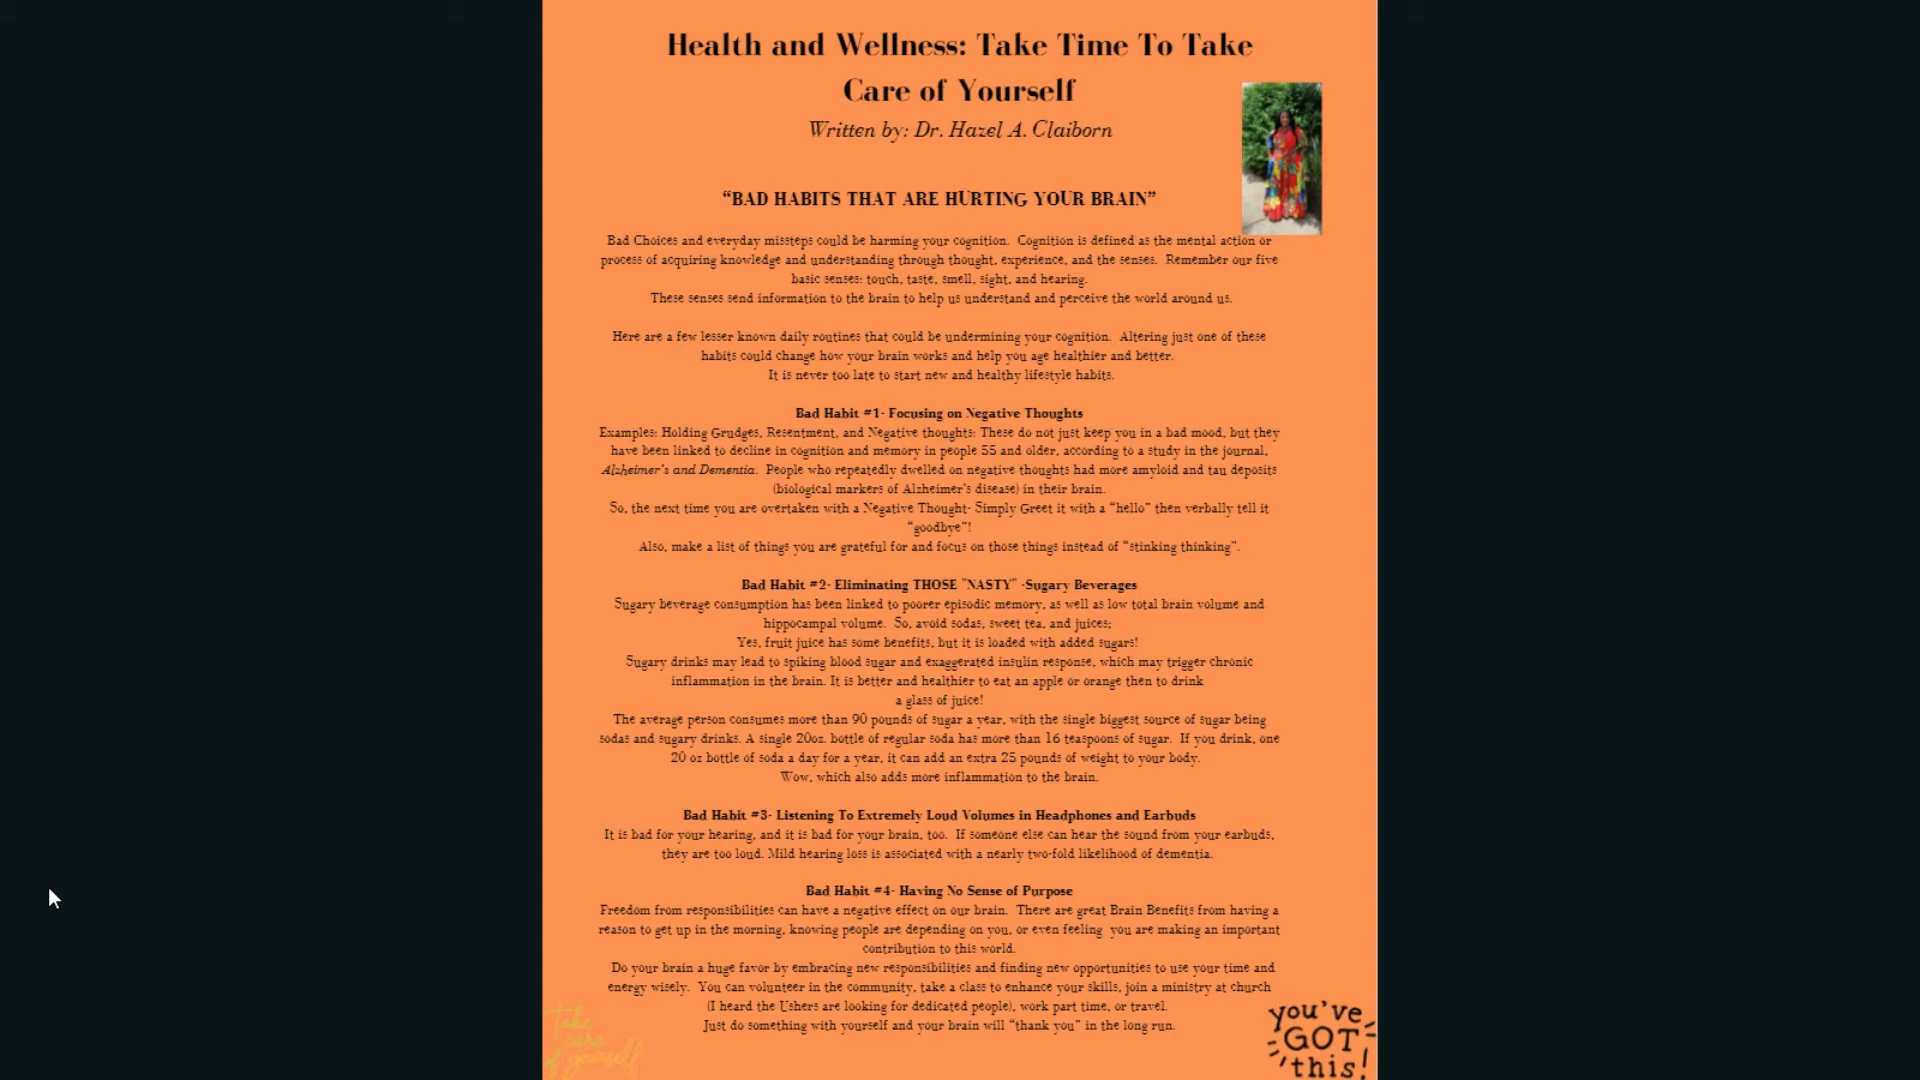 Health and Wellness: Take Time To Take
Care of Yourself
Written by: Dr. Hazel A. Claiborn
“BAD HABITS THAT ARE HURTING YOUR BRAIN”
Bad Choices and everyday missteps could be harming your cognition.  Cognition is defined as the mental action or
process of acquiring knowledge and understanding through thought, experience, and the senses.  Remember our five
basic senses: touch, taste, smell, sight, and hearing.
These senses send information to the brain to help us understand and perceive the world around us.
Here are a few lesser known daily routines that could be undermining your cognition.  Altering just one of these
habits could change how your brain works and help you age healthier and better.
It is never too late to start new and healthy lifestyle habits.
Bad Habit #1- Focusing on Negative Thoughts
Examples: Holding Grudges, Resentment, and Negative thoughts: These do not just keep you in a bad mood, but they
have been linked to decline in cognition and memory in people 55 and older, according to a study in the journal,
Alzheimer's and Dementia.  People who repeatedly dwelled on negative thoughts had more amyloid and tau deposits
(biological markers of Alzheimer's disease) in their brain.
So, the next time you are overtaken with a Negative Thought- Simply Greet it with a “hello” then verbally tell it
“goodbye”!
Also, make a list of things you are grateful for and focus on those things instead of “stinking thinking”.
Bad Habit #2- Eliminating THOSE "NASTY" -Sugary Beverages
Sugary beverage consumption has been linked to poorer episodic memory, as well as low total brain volume and
hippocampal volume.  So, avoid sodas, sweet tea, and juices;
Yes, fruit juice has some benefits, but it is loaded with added sugars!
Sugary drinks may lead to spiking blood sugar and exaggerated insulin response, which may trigger chronic
inflammation in the brain. It is better and healthier to eat an apple or orange then to drink
a glass of juice!
The average person consumes more than 90 pounds of sugar a year, with the single biggest source of sugar being
sodas and sugary drinks. A single 20oz. bottle of regular soda has more than 16 teaspoons of sugar.  If you drink, one
20 oz bottle of soda a day for a year, it can add an extra 25 pounds of weight to your body.
Wow, which also adds more inflammation to the brain.
Bad Habit #3- Listening To Extremely Loud Volumes in Headphones and Earbuds
It is bad for your hearing, and it is bad for your brain, too.  If someone else can hear the sound from your earbuds,
they are too loud. Mild hearing loss is associated with a nearly two-fold likelihood of dementia.
Bad Habit #4- Having No Sense of Purpose
Freedom from responsibilities can have a negative effect on our brain.  There are great Brain Benefits from having a
reason to get up in the morning, knowing people are depending on you, or even feeling  you are making an important
contribution to this world.
Do your brain a huge favor by embracing new responsibilities and finding new opportunities to use your time and
energy wisely.  You can volunteer in the community, take a class to enhance your skills, join a ministry at church
(I heard the Ushers are looking for dedicated people), work part time, or travel.
Just do something with yourself and your brain will “thank you” in the long run.
Take
care
of yourself
you've
GOT
this!